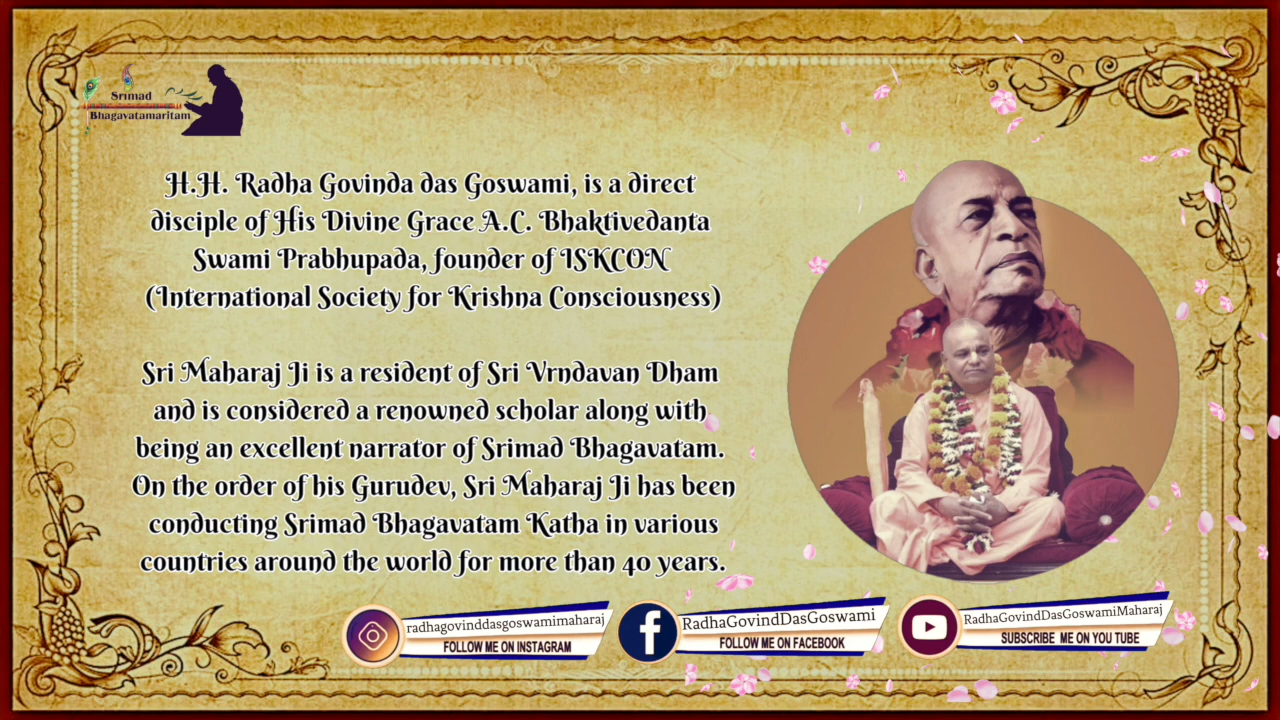 Srimad
Bhagavatamaritam
H.H. Radha Govinda das Goswami, is a direct
disciple of His Divine Grace A.C. Bhaktivedanta
Swami Prabhupada, founder of ISKCON
(International Society for Krishna Consciousness)
Sri Maharaj Ji is a resident of Sri Vrndavan Dham
and is considered a renowned scholar along with
being an excellent narrator of Srimad Bhagavatam.
On the order of his Gurudev, Sri Maharaj Ji has been
conducting Srimad Bhagavatam Katha in various
countries around the world for more than 40 years.
radhagovinddasgoswamimaharaj
FOLLOW ME ON INSTAGRAM
RadhaGovindDasGoswami
FOLLOW ME ON FACEBOOK
RadhaGovindDasGoswamiMaharaj
SUBSCRIBE ME ON YOU TUBE